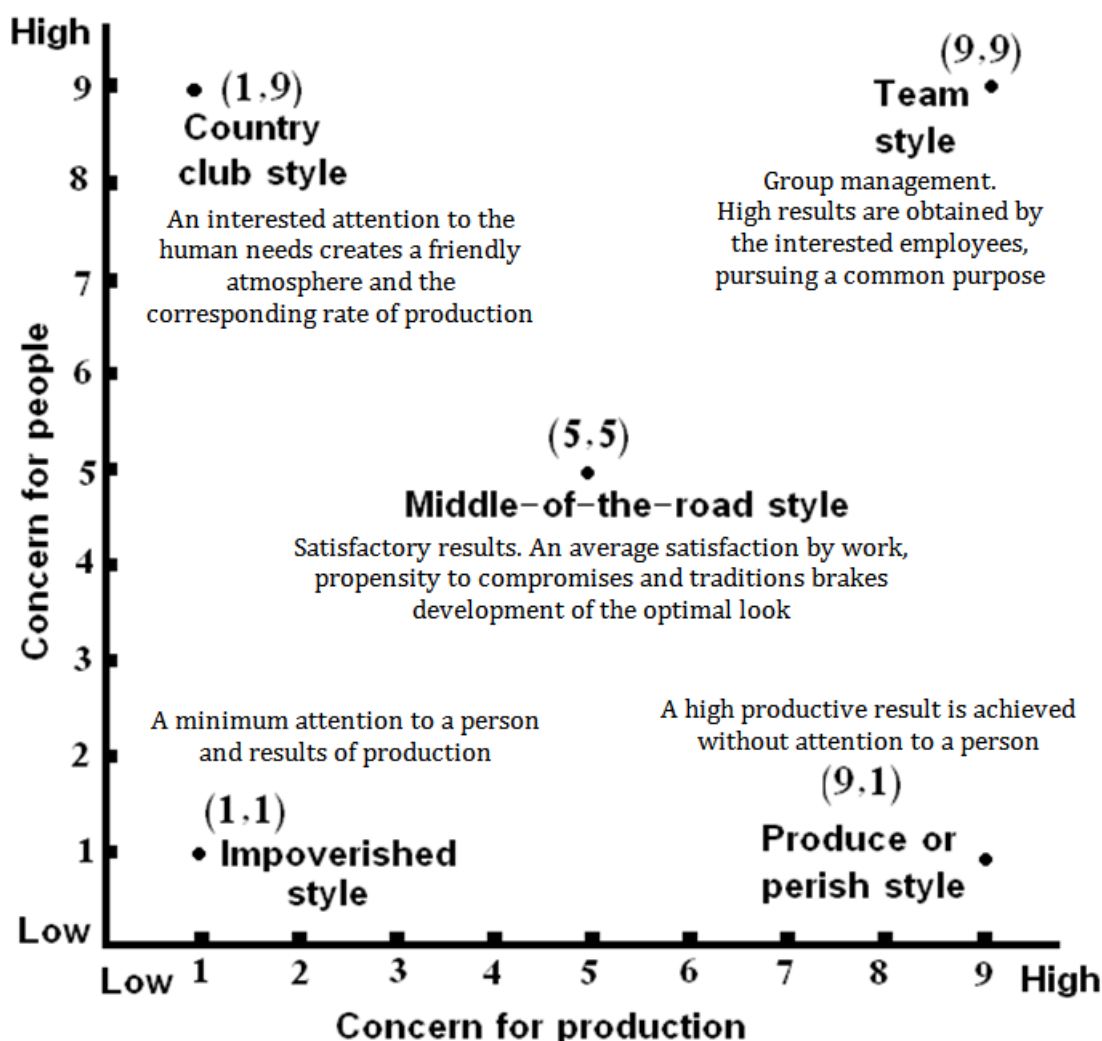 High
9
(1,9)
Country
club style
(9,9)
Team
style
8
An interested attention to the
human needs creates a friendly
atmosphere and the
corresponding rate of production
Group management.
High results are obtained by
the interested employees,
pursuing a common purpose
7
6
Concern for people
5
(5,5)
Middle-of-the-road style
Satisfactory results. An average satisfaction by work,
propensity to compromises and traditions brakes
development of the optimal look
4
3
A minimum attention to a person
and results of production
A high productive result is achieved
without attention to a person
2
(1,1)
Impoverished
style
(9,1)
Produce or
perish style
1
Low
Low 1 2 3 4 5 6 7 8 9 High
Concern for production